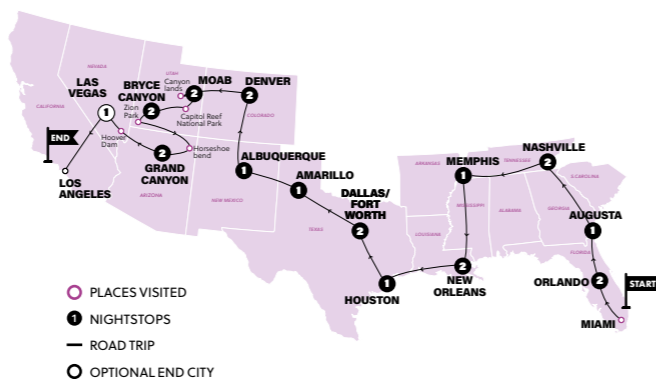 NEVADA
UTAH
Canyon
lands
MOAB
2
DENVER
2
COLORADO
LAS
VEGAS
1
BRYCE
CANYON
2
Zion
Park
Capitol Reef
National Park
CALIFORNIA
END
Hoover
Dam
Horseshoe
bend
2
GRAND
CANYON
LOS
ANGELES
ARIZONA
ALBUQUERQUE
1
NEW MEXICO
AMARILLO
1
DALLAS/
FORT
WORTH
2
TEXAS
HOUSTON
1
ARKANSAS
MEMPHIS
1
TENNESSEE
NASHVILLE
2
S.CAROLINA
MISSISSIPPI
ALABAMA
GEORGIA
LOUISIANA
AUGUSTA
1
FLORIDA
2
NEW
ORLEANS
ORLANDO
2
START
MIAMI
PLACES VISITED
1 NIGHTSTOPS
ROAD TRIP
OPTIONAL END CITY